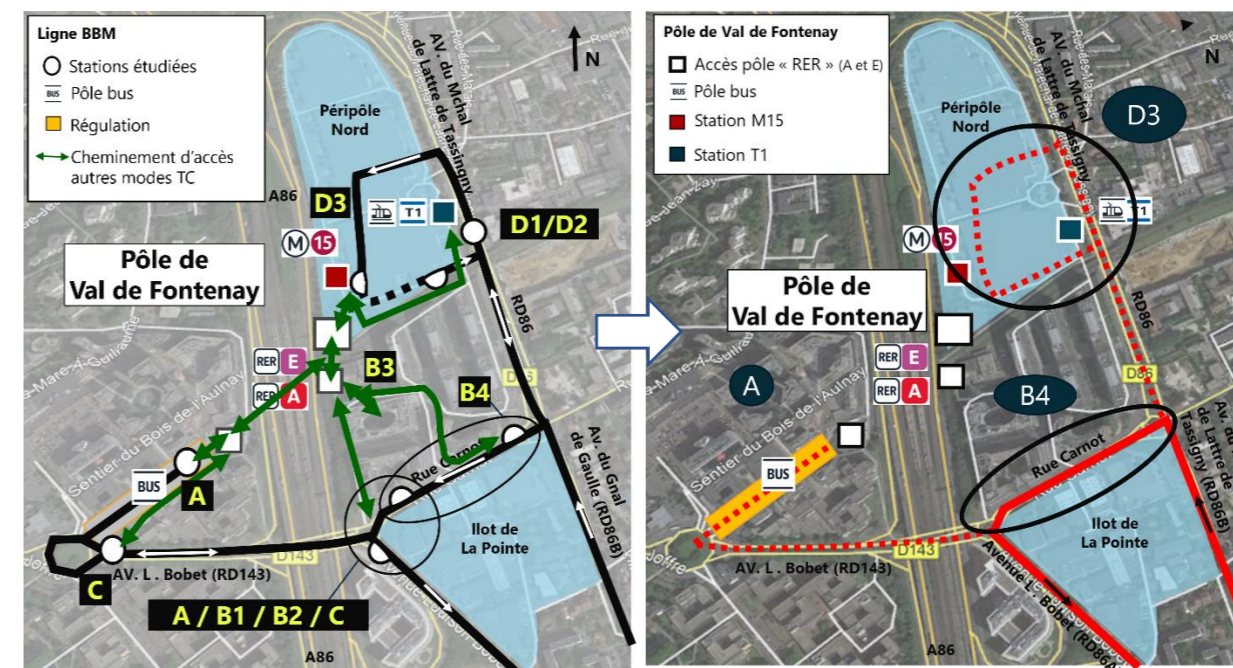 Ligne BBM
Stations étudiées
BUS Pôle bus
Régulation
Cheminement d'accès
autres modes TC
N
Péripôle
Nord
AV. du Mchal
de Lattre de Tassingny
A86
D3
T1
D1/D2
M 15
Pôle de
Val de Fontenay
RD86
RER E
RER A
B3
B4
D86
Sentier du Bois de l'Aulnay
Rue Carnot
BUS
A
C
Av. du Gnal
de Gaulle (RD86B)
Ilot de
La Pointe
D143
AV. L . Bobet (RD143)
A / B1 / B2 / C
A86
Pôle de Val de Fontenay
Accès pôle « RER » (A et E)
BUS Pôle bus
Station M15
Station T1
N
AV. du Mchal
de Lattre de Tassigny
Péripôle
Nord
D3
T1
M 15
Pôle de
Val de Fontenay
RD86
RER E
RER A
A
B4
D86
Sentier du Bois de l'Aulnay
Rue Carnot
BUS
Av. du Mchal
de Lattre de
Tassigny (RD86B)
Ilot de
La Pointe
D143
AV. L . Bobet (RD143)
Avenue L . Bobet (RD86A)
A86